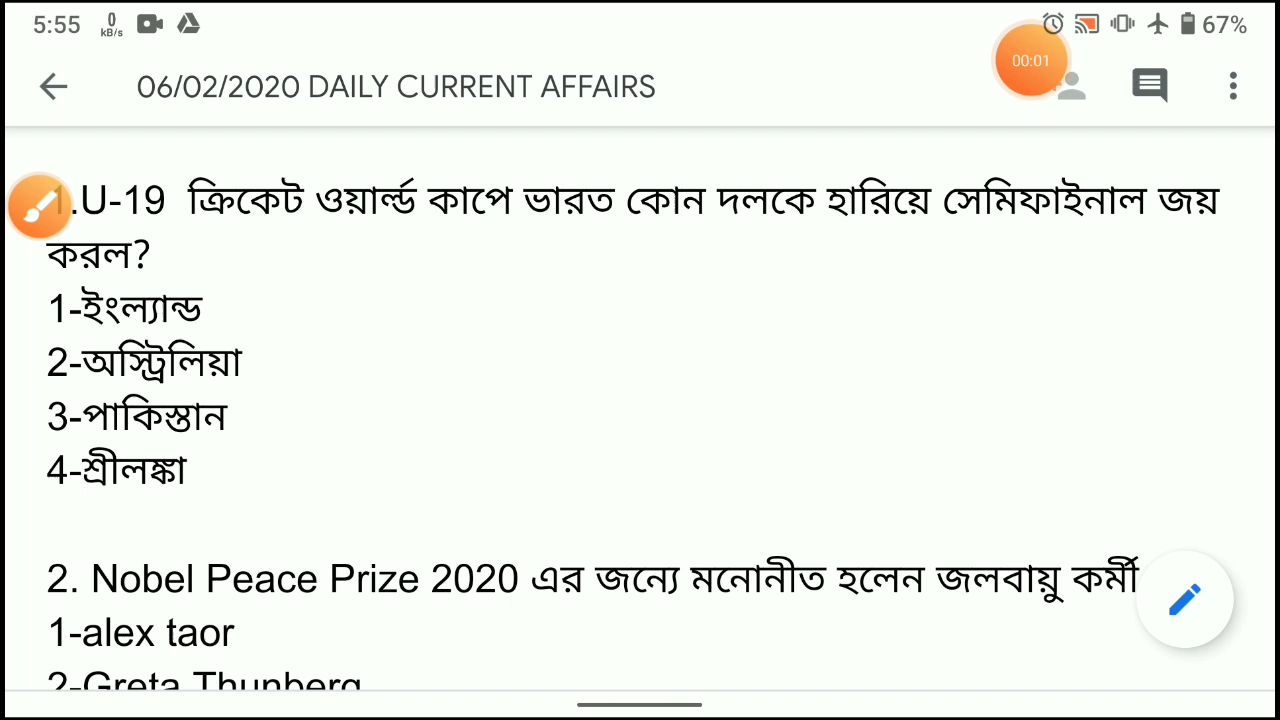 5:55 0 kB/s 67%
00:01
06/02/2020 DAILY CURRENT AFFAIRS
1.U-19 ক্রিকেট ওয়ার্ল্ড কাপে ভারত কোন দলকে হারিয়ে সেমিফাইনাল জয়
করল?
1-ইংল্যান্ড
2-অস্ট্রিলিয়া
3-পাকিস্তান
4-শ্রীলঙ্কা
2. Nobel Peace Prize 2020 এর জন্যে মনোনীত হলেন জলবায়ু কর্মী
1-alex taor
2-Greta Thunberg